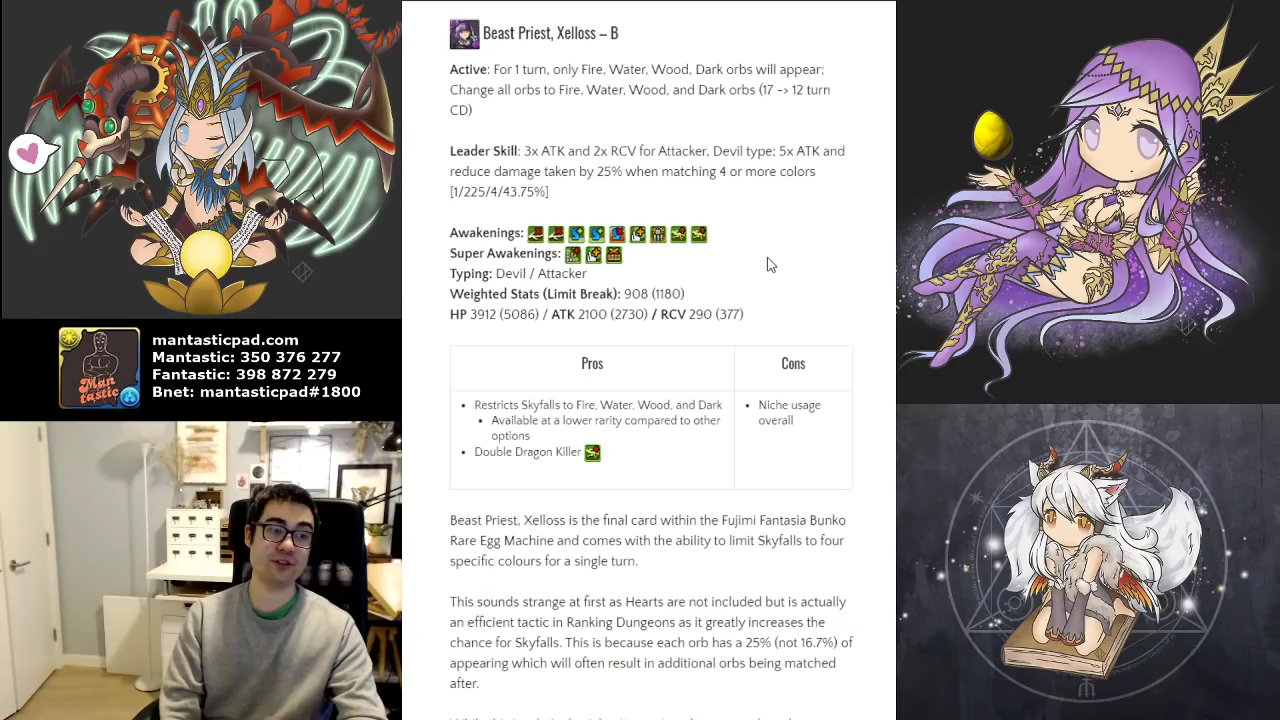 Beast Priest, Xelloss – B
Active: For 1 turn, only Fire, Water, Wood, Dark orbs will appear;
Change all orbs to Fire, Water, Wood, and Dark orbs (17 -> 12 turn
CD)
Leader Skill: 3x ATK and 2x RCV for Attacker, Devil type; 5x ATK and
reduce damage taken by 25% when matching 4 or more colors
[1/225/4/43.75%]
Awakenings:
Super Awakenings:
Typing: Devil / Attacker
Weighted Stats (Limit Break): 908 (1180)
HP 3912 (5086) / ATK 2100 (2730) / RCV 290 (377)
Pros
Cons
Restricts Skyfalls to Fire, Water, Wood, and Dark
Available at a lower rarity compared to other
options
Double Dragon Killer
Niche usage
overall
Beast Priest, Xelloss is the final card within the Fujimi Fantasia Bunko
Rare Egg Machine and comes with the ability to limit Skyfalls to four
specific colours for a single turn.
This sounds strange at first as Hearts are not included but is actually
an efficient tactic in Ranking Dungeons as it greatly increases the
chance for Skyfalls. This is because each orb has a 25% (not 16.7%) of
appearing which will often result in additional orbs being matched
after.
Man
tastic
mantasticpad.com
Mantastic: 350 376 277
Fantastic: 398 872 279
Bnet: mantasticpad#1800